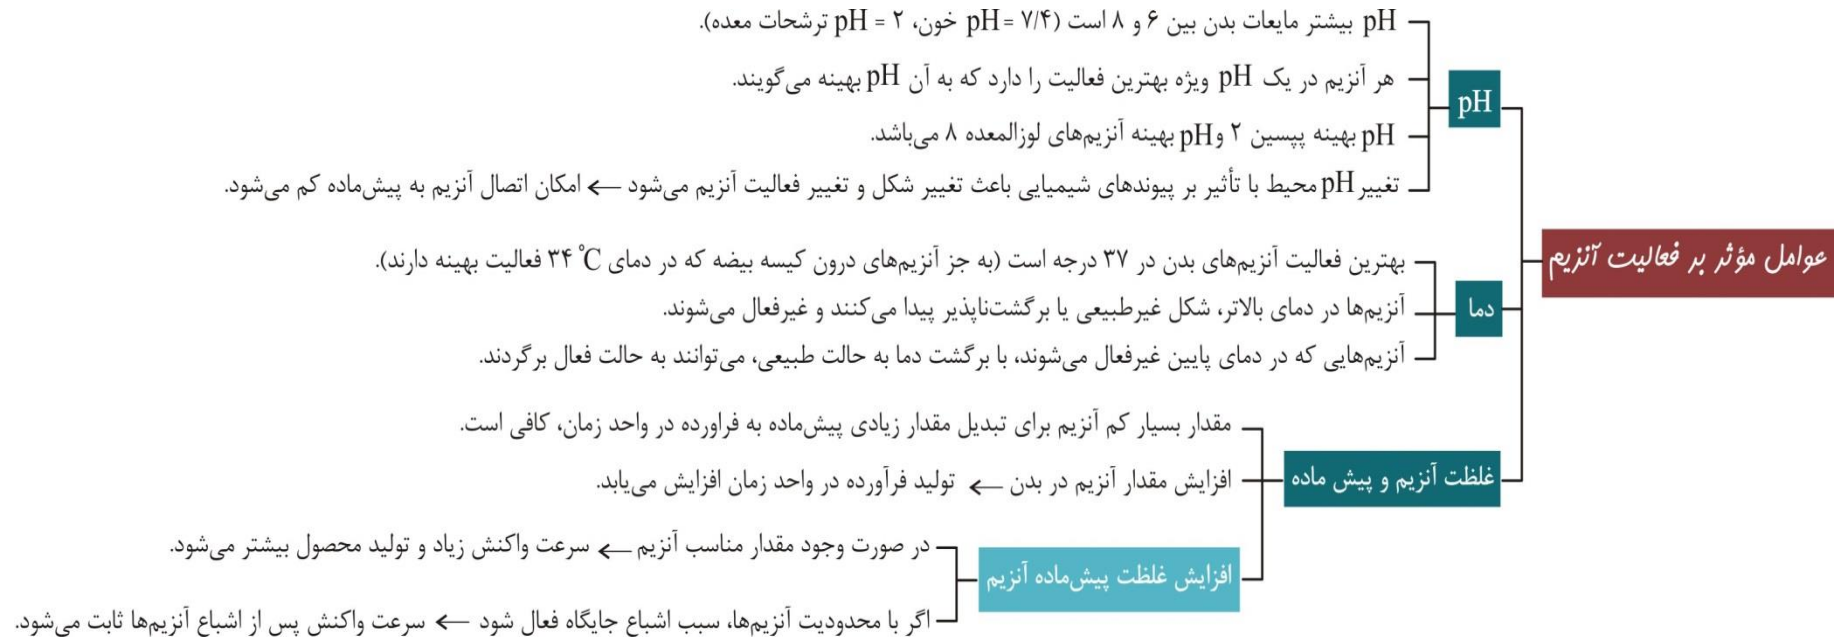 عوامل مؤثر بر فعالیت آنزیم
pH
pH بیشتر مایعات بدن بین ۶ و ۸ است (pH = ۷/۴ خون، pH = ۲ ترشحات معده).
هر آنزیم در یک pH ویژه بهترین فعالیت را دارد که به آن pH بهینه می‌گویند.
pH بهینه پپسین ۲ و pH بهینه آنزیم‌های لوزالمعده ۸ می‌باشد.
تغییر pH محیط با تأثیر بر پیوندهای شیمیایی باعث تغییر شکل و تغییر فعالیت آنزیم می‌شود ← امکان اتصال آنزیم به پیش‌ماده کم می‌شود.
دما
بهترین فعالیت آنزیم‌های بدن در ۳۷ درجه است (به جز آنزیم‌های درون کیسه بیضه که در دمای ۳۴ °C فعالیت بهینه دارند).
آنزیم‌ها در دمای بالاتر، شکل غیرطبیعی یا برگشت‌ناپذیر پیدا می‌کنند و غیرفعال می‌شوند.
آنزیم‌هایی که در دمای پایین غیرفعال می‌شوند، با برگشت دما به حالت طبیعی، می‌توانند به حالت فعال برگردند.
غلظت آنزیم و پیش ماده
مقدار بسیار کم آنزیم برای تبدیل مقدار زیادی پیش‌ماده به فراورده در واحد زمان، کافی است.
افزایش مقدار آنزیم در بدن ← تولید فرآورده در واحد زمان افزایش می‌یابد.
افزایش غلظت پیش‌ماده آنزیم
در صورت وجود مقدار مناسب آنزیم ← سرعت واکنش زیاد و تولید محصول بیشتر می‌شود.
اگر با محدودیت آنزیم‌ها، سبب اشباع جایگاه فعال شود ← سرعت واکنش پس از اشباع آنزیم‌ها ثابت می‌شود.